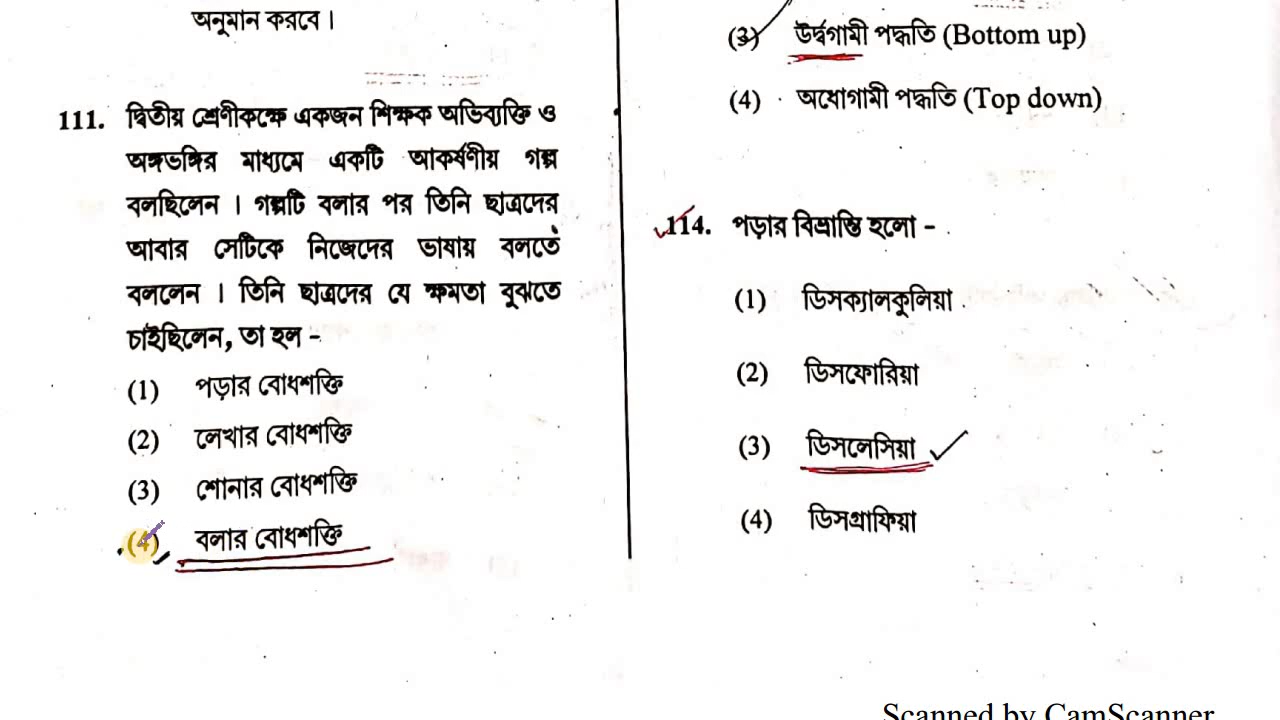 অনুমান করবে ।
111. দ্বিতীয় শ্রেণীকক্ষে একজন শিক্ষক অভিব্যক্তি ও
অঙ্গভঙ্গির মাধ্যমে একটি আকর্ষণীয় গল্প
বলছিলেন । গল্পটি বলার পর তিনি ছাত্রদের
আবার সেটিকে নিজেদের ভাষায় বলতে
বললেন । তিনি ছাত্রদের যে ক্ষমতা বুঝতে
চাইছিলেন, তা হল -
(1) পড়ার বোধশক্তি
(2) লেখার বোধশক্তি
(3) শোনার বোধশক্তি
(4) বলার বোধশক্তি
(3) উর্দ্ধগামী পদ্ধতি (Bottom up)
(4) অধোগামী পদ্ধতি (Top down)
114. পড়ার বিভ্রান্তি হলো -
(1) ডিসক্যালকুলিয়া
(2) ডিসফোরিয়া
(3) ডিসলেসিয়া
(4) ডিসগ্রাফিয়া
Scanned by CamScanner